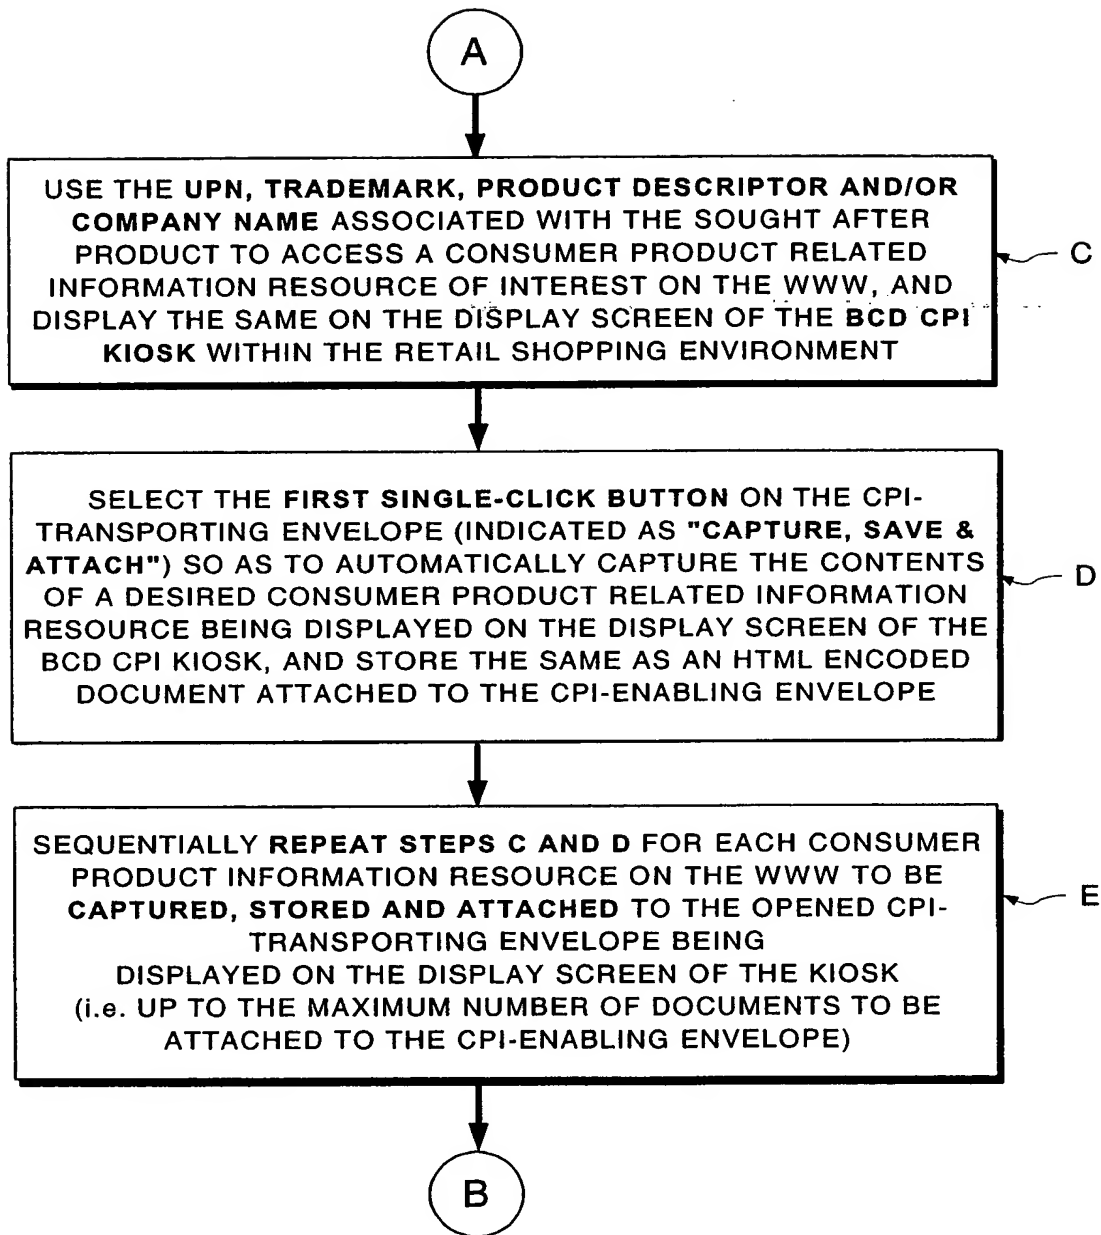 A
USE THE UPN, TRADEMARK, PRODUCT DESCRIPTOR AND/OR
COMPANY NAME ASSOCIATED WITH THE SOUGHT AFTER
PRODUCT TO ACCESS A CONSUMER PRODUCT RELATED
INFORMATION RESOURCE OF INTEREST ON THE WWW, AND
DISPLAY THE SAME ON THE DISPLAY SCREEN OF THE BCD CPI
KIOSK WITHIN THE RETAIL SHOPPING ENVIRONMENT
C
SELECT THE FIRST SINGLE-CLICK BUTTON ON THE CPI-
TRANSPORTING ENVELOPE (INDICATED AS "CAPTURE, SAVE &
ATTACH") SO AS TO AUTOMATICALLY CAPTURE THE CONTENTS
OF A DESIRED CONSUMER PRODUCT RELATED INFORMATION
RESOURCE BEING DISPLAYED ON THE DISPLAY SCREEN OF THE
BCD CPI KIOSK, AND STORE THE SAME AS AN HTML ENCODED
DOCUMENT ATTACHED TO THE CPI-ENABLING ENVELOPE
D
SEQUENTIALLY REPEAT STEPS C AND D FOR EACH CONSUMER
PRODUCT INFORMATION RESOURCE ON THE WWW TO BE
CAPTURED, STORED AND ATTACHED TO THE OPENED CPI-
TRANSPORTING ENVELOPE BEING
DISPLAYED ON THE DISPLAY SCREEN OF THE KIOSK
(i.e. UP TO THE MAXIMUM NUMBER OF DOCUMENTS TO BE
ATTACHED TO THE CPI-ENABLING ENVELOPE)
E
B